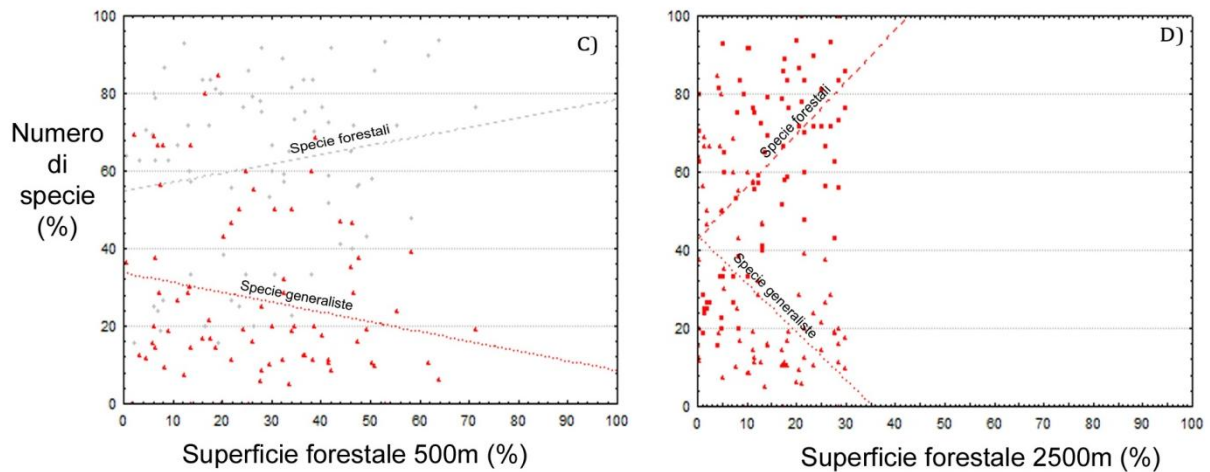 C)
D)
Numero
di
specie
(%)
100
80
60
40
20
0
Specie forestali
Specie generaliste
0 10 20 30 40 50 60 70 80 90 100
Superficie forestale 500m (%)
100
80
60
40
20
0
Specie forestali
Specie generaliste
0 10 20 30 40 50 60 70 80 90 100
Superficie forestale 2500m (%)